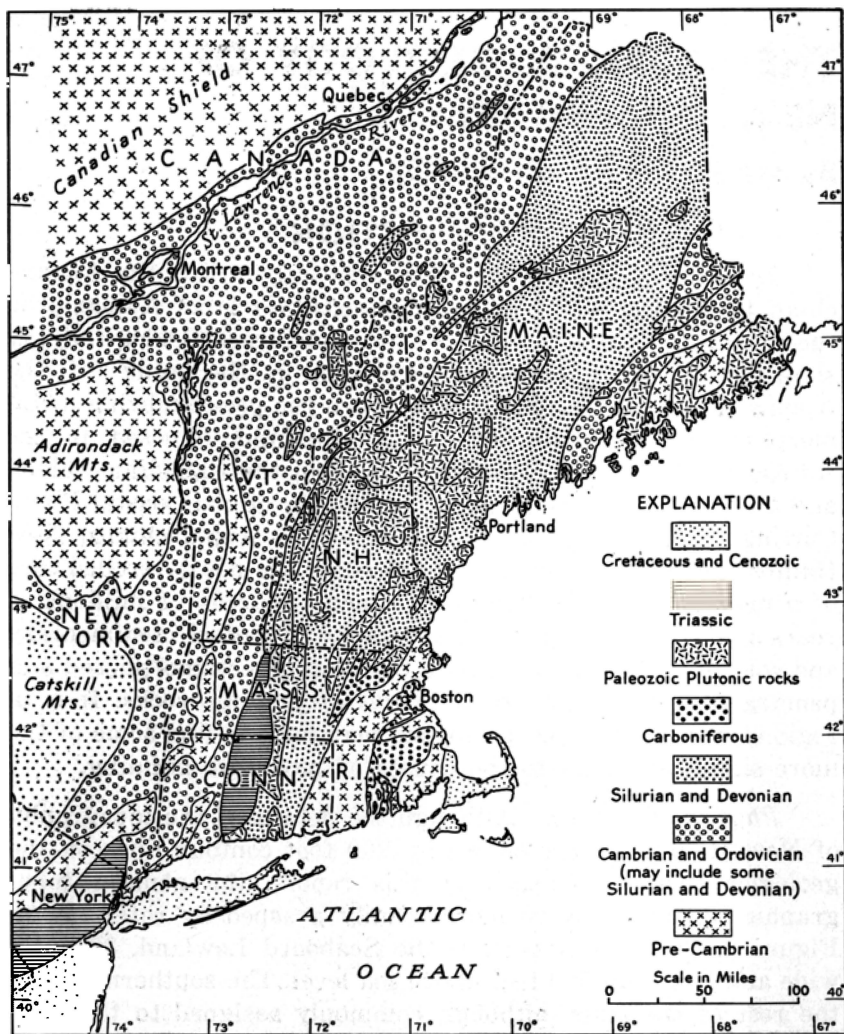 75°
74°
73°
72°
71°
70°
69°
68°
67°
47°
47°
Canadian Shield
Quebec
CANADA
St. Lawrence River
46°
46°
Montreal
45°
45°
MAINE
Adirondack
Mts.
44°
44°
VT
Portland
NH
43°
43°
NEW
YORK
Catskill
Mts.
MASS
Boston
42°
42°
CONN
RI
41°
41°
New York
ATLANTIC
OCEAN
40°
40°
74°
73°
72°
71°
70°
69°
68°
67°
EXPLANATION
Cretaceous and Cenozoic
Triassic
Paleozoic Plutonic rocks
Carboniferous
Silurian and Devonian
Cambrian and Ordovician
(may include some
Silurian and Devonian)
Pre-Cambrian
Scale in Miles
0 50 100